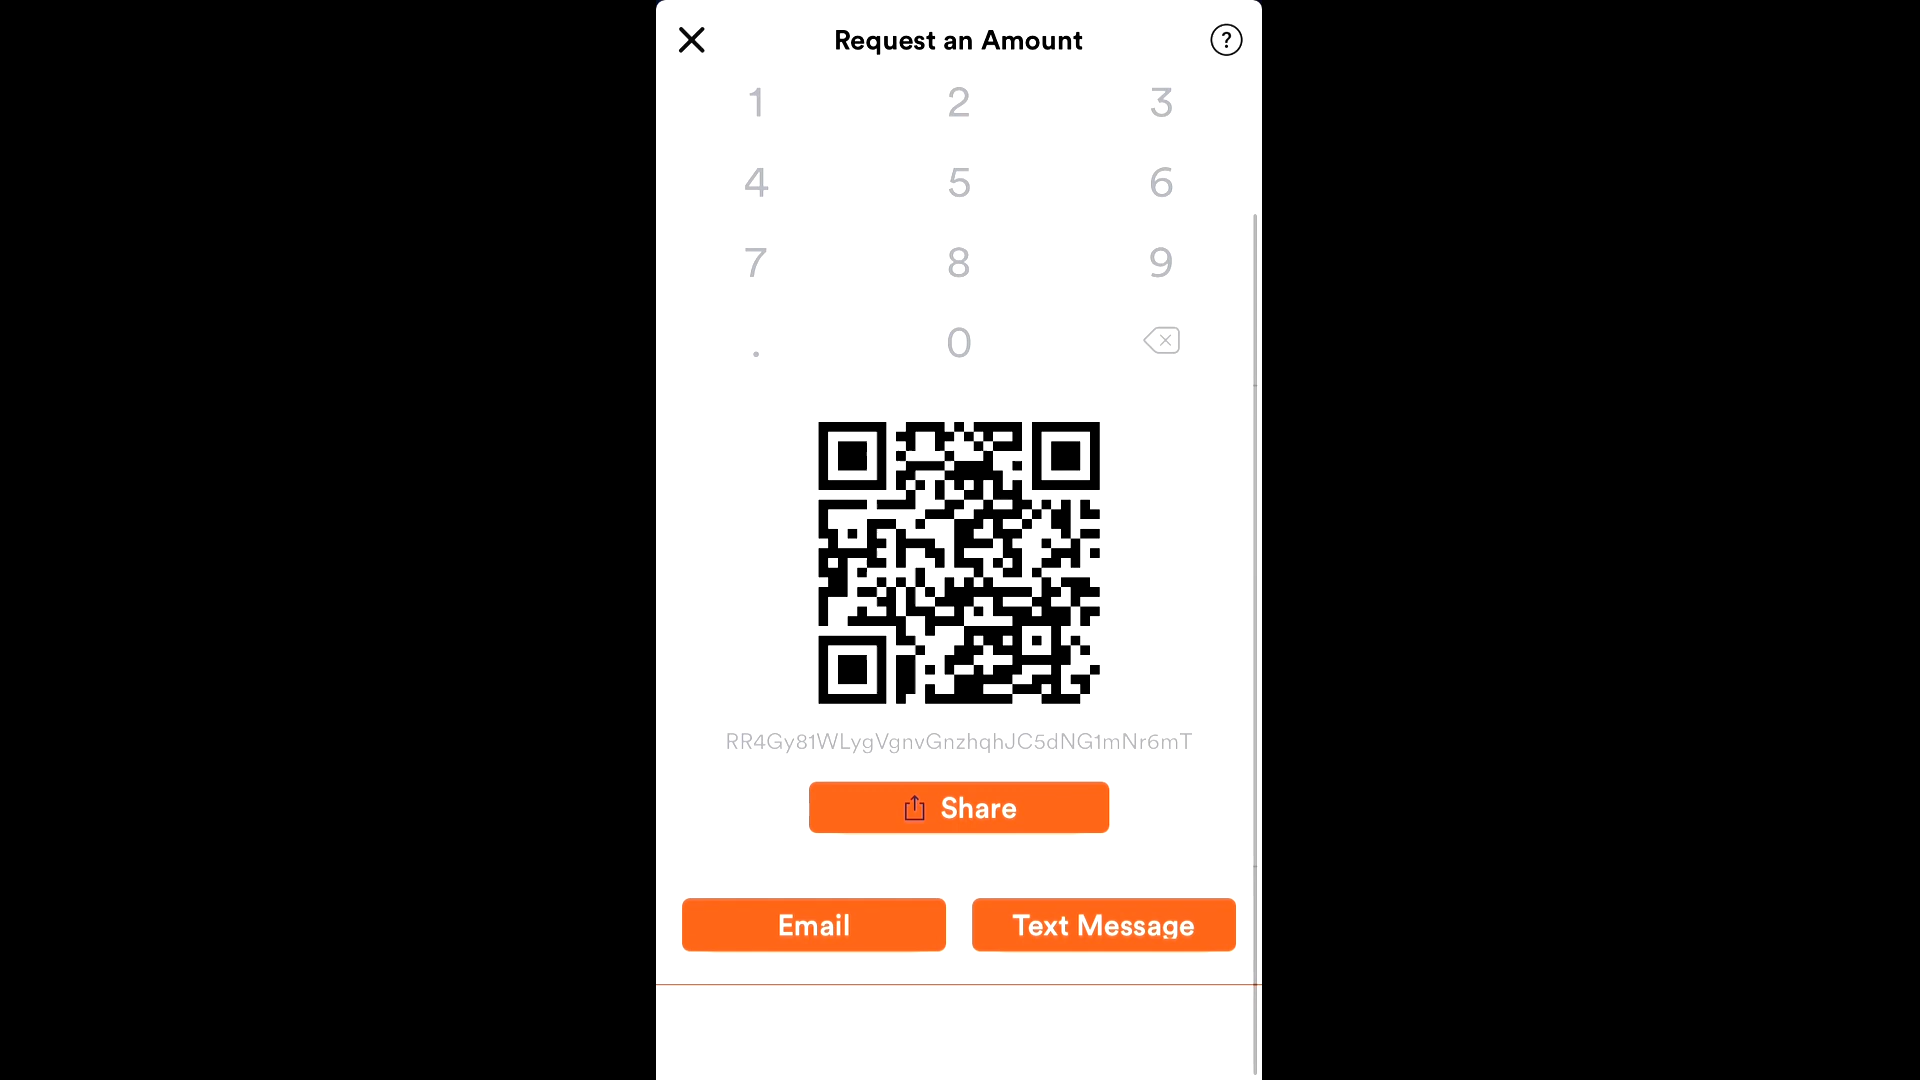 Request an Amount
?
1 2 3
4 5 6
7 8 9
. 0
RR4Gy81WLygVgnvGnzhqhJC5dNG1mNr6mT
Share
Email Text Message